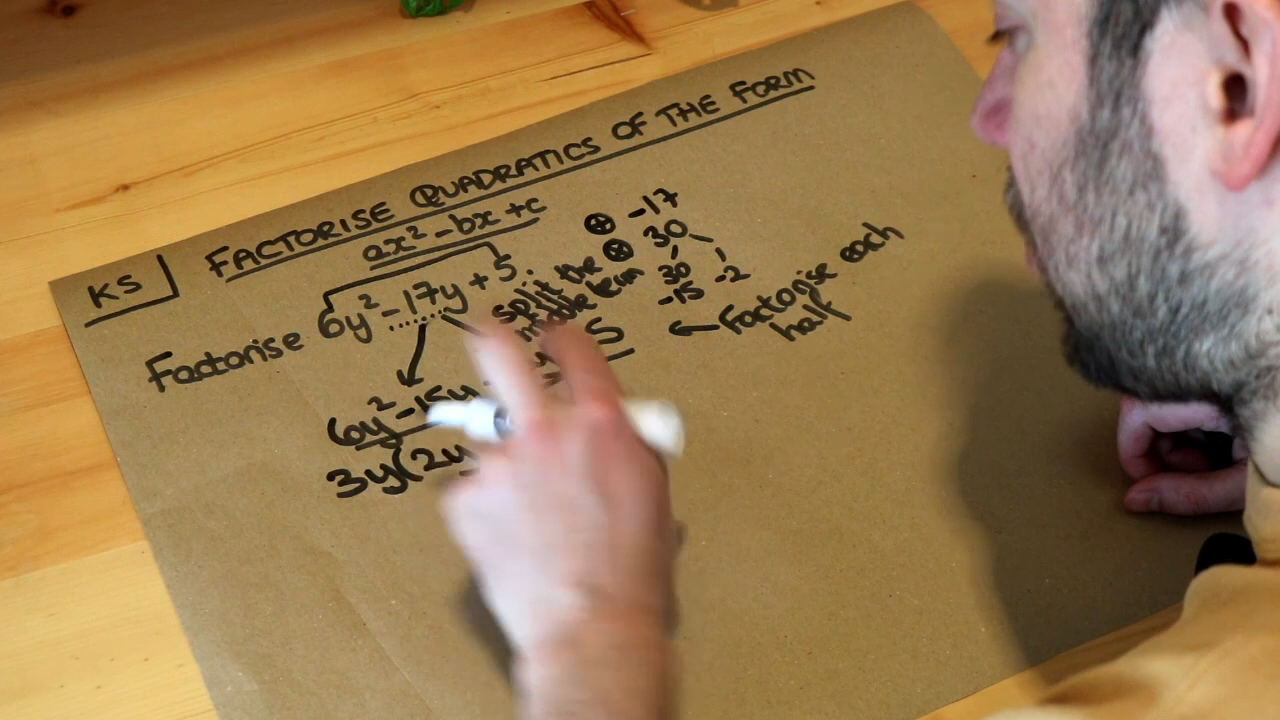 KS
FACTORISE QUADRATICS OF THE FORM
ax² - bx + c
Factorise 6y² - 17y + 5.
split the
middle term
⊕ -17
⊗ 30
30
-15 -2
6y² - 15y
5
← Factorise each
half
3y(2y